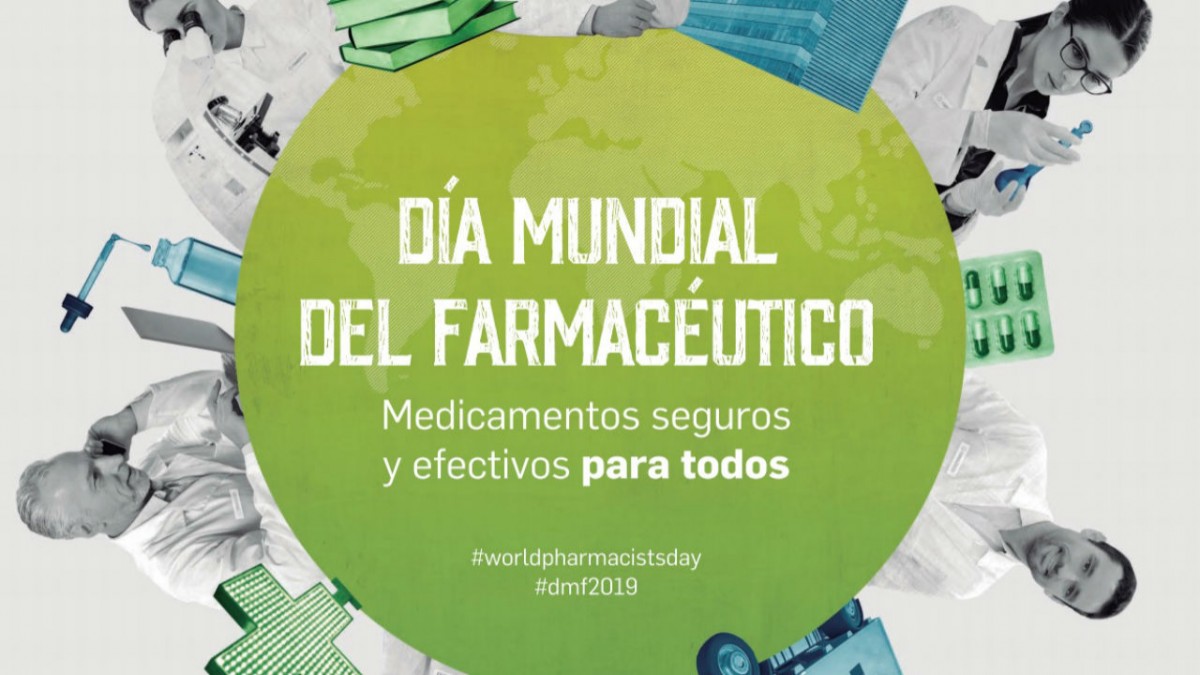 DÍA MUNDIAL
DEL FARMACÉUTICO
Medicamentos seguros
y efectivos para todos
#worldpharmacistsday
#dmf2019